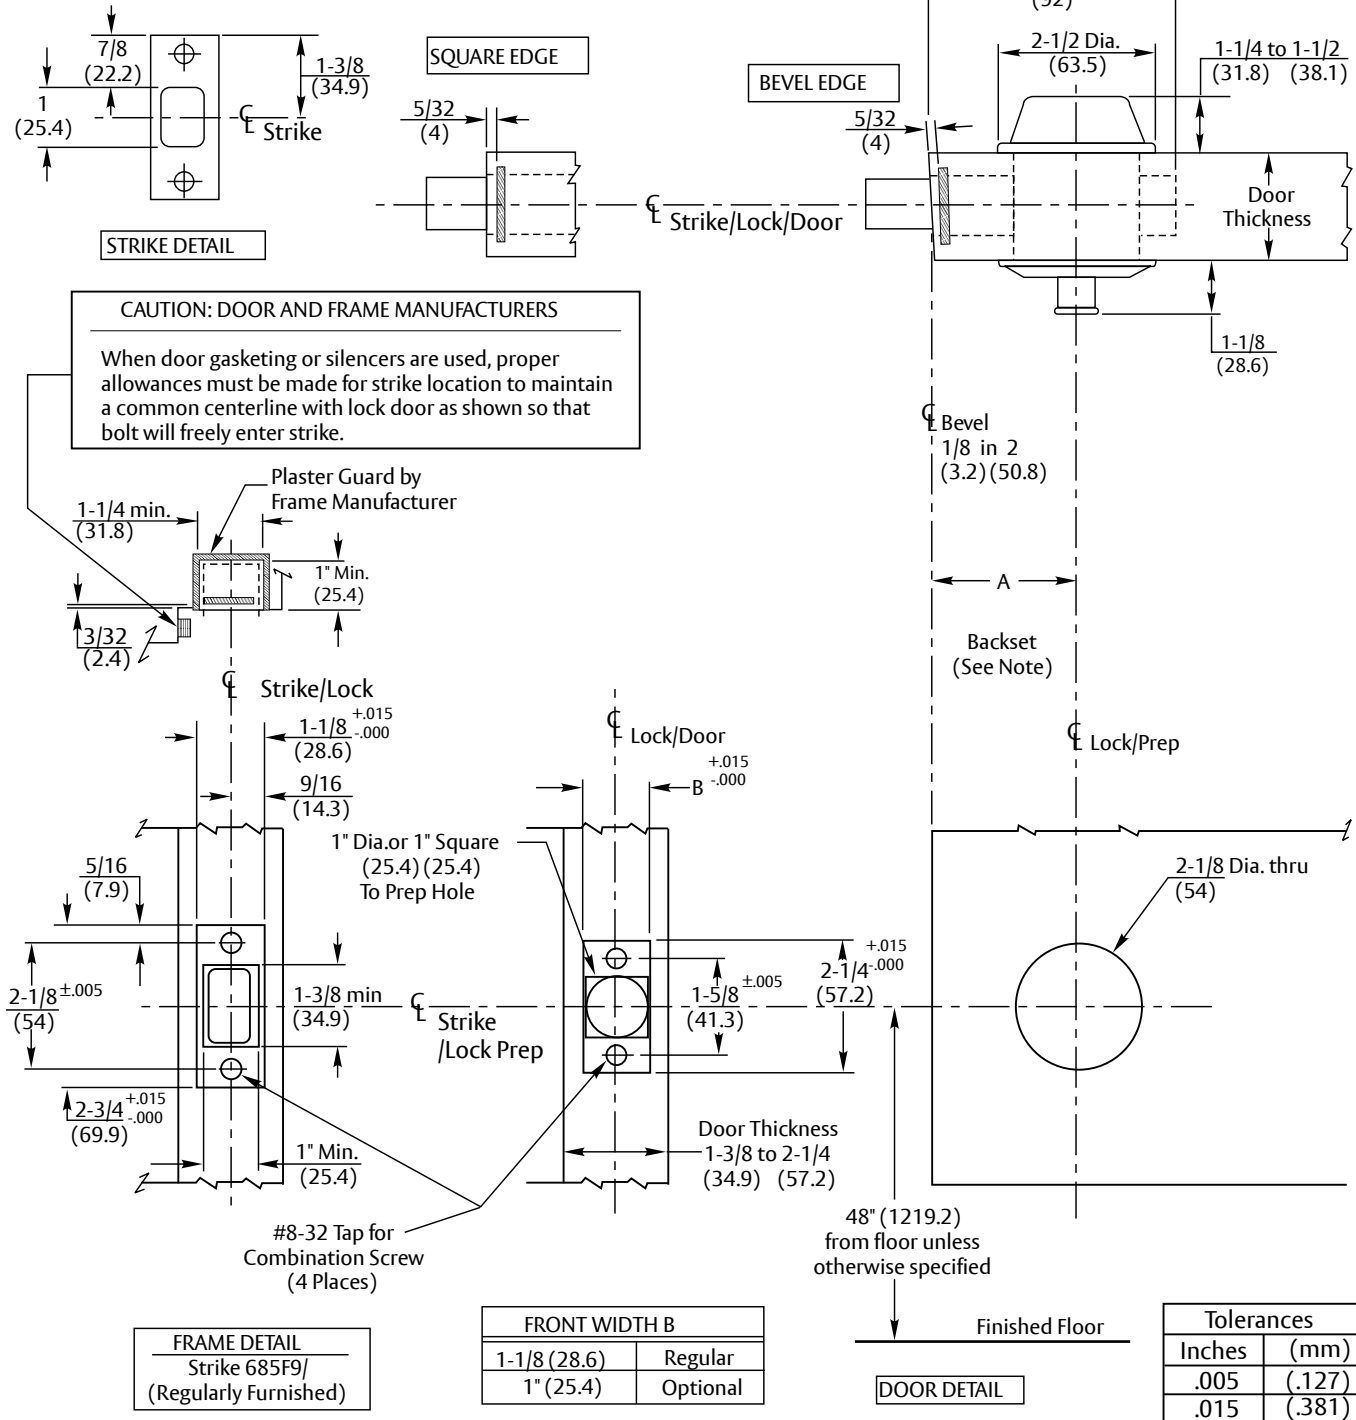 (92)
7/8
(22.2)
1
(25.4)
1-3/8
(34.9)
℄ Strike
STRIKE DETAIL
SQUARE EDGE
5/32
(4)
℄ Strike/Lock/Door
BEVEL EDGE
5/32
(4)
2-1/2 Dia.
(63.5)
1-1/4 to 1-1/2
(31.8) (38.1)
Door
Thickness
1-1/8
(28.6)
CAUTION: DOOR AND FRAME MANUFACTURERS
When door gasketing or silencers are used, proper
allowances must be made for strike location to maintain
a common centerline with lock door as shown so that
bolt will freely enter strike.
℄ Bevel
1/8 in 2
(3.2) (50.8)
Plaster Guard by
Frame Manufacturer
1-1/4 min.
(31.8)
1" Min.
(25.4)
3/32
(2.4)
A
Backset
(See Note)
℄ Strike/Lock
1-1/8 +.015 -.000
(28.6)
9/16
(14.3)
℄ Lock/Door
B +.015 -.000
℄ Lock/Prep
5/16
(7.9)
1" Dia.or 1" Square
(25.4) (25.4)
To Prep Hole
2-1/8 Dia. thru
(54)
2-1/8 ±.005
(54)
1-3/8 min
(34.9)
℄ Strike
/Lock Prep
1-5/8 ±.005
(41.3)
2-1/4 +.015 -.000
(57.2)
2-3/4 +.015 -.000
(69.9)
1" Min.
(25.4)
Door Thickness
1-3/8 to 2-1/4
(34.9) (57.2)
#8-32 Tap for
Combination Screw
(4 Places)
48" (1219.2)
from floor unless
otherwise specified
Finished Floor
FRAME DETAIL
Strike 685F9/
(Regularly Furnished)
FRONT WIDTH B
1-1/8 (28.6) Regular
1" (25.4) Optional
DOOR DETAIL
Tolerances
Inches (mm)
.005 (.127)
.015 (.381)